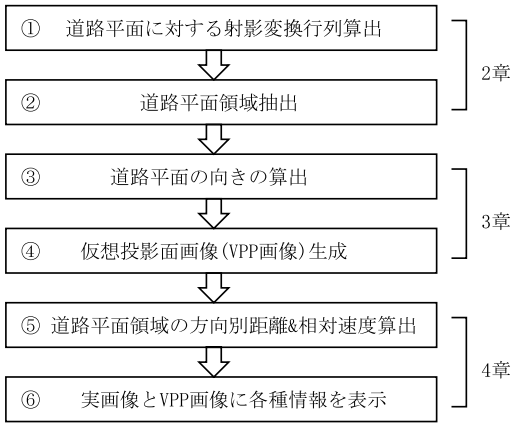 ① 道路平面に対する射影変換行列算出
② 道路平面領域抽出
2章
③ 道路平面の向きの算出
④ 仮想投影面画像(VPP画像)生成
3章
⑤ 道路平面領域の方向別距離&相対速度算出
⑥ 実画像とVPP画像に各種情報を表示
4章